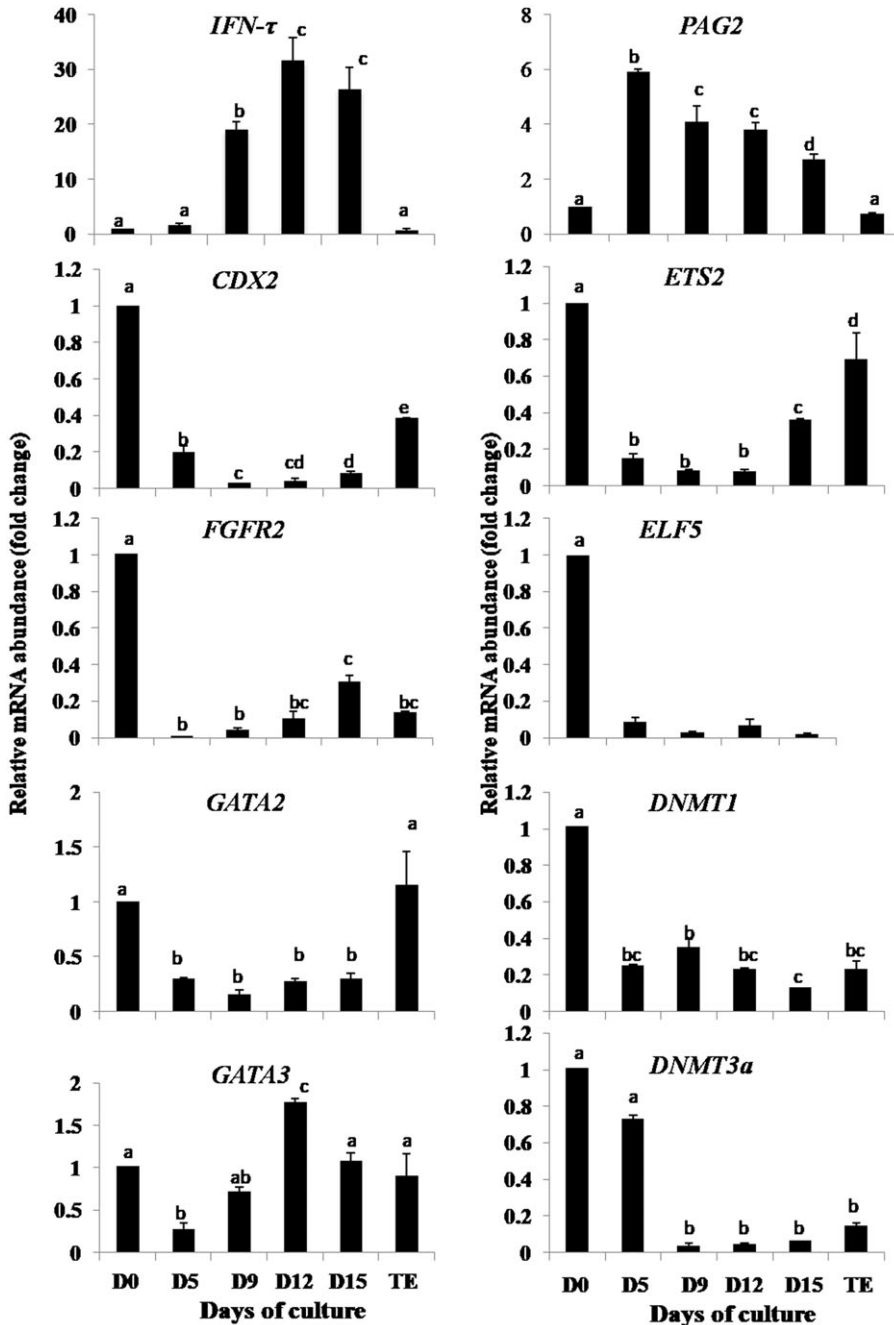 IFN-τ
40
30
20
10
0
a
a
b
c
c
a
PAG2
8
6
4
2
0
a
b
c
c
d
a
CDX2
1.2
1
0.8
0.6
0.4
0.2
0
a
b
c
cd
d
e
ETS2
1.2
1
0.8
0.6
0.4
0.2
0
a
b
b
b
c
d
Relative mRNA abundance (fold change)
Relative mRNA abundance (fold change)
FGFR2
1.2
1
0.8
0.6
0.4
0.2
0
a
b
b
bc
c
bc
ELF5
1.2
1
0.8
0.6
0.4
0.2
0
a
GATA2
2
1.5
1
0.5
0
a
b
b
b
b
a
DNMT1
1.2
1
0.8
0.6
0.4
0.2
0
a
bc
b
bc
c
bc
GATA3
2
1.5
1
0.5
0
a
b
ab
c
a
a
D0 D5 D9 D12 D15 TE
Days of culture
DNMT3a
1.2
1
0.8
0.6
0.4
0.2
0
a
a
b
b
b
b
D0 D5 D9 D12 D15 TE
Days of culture